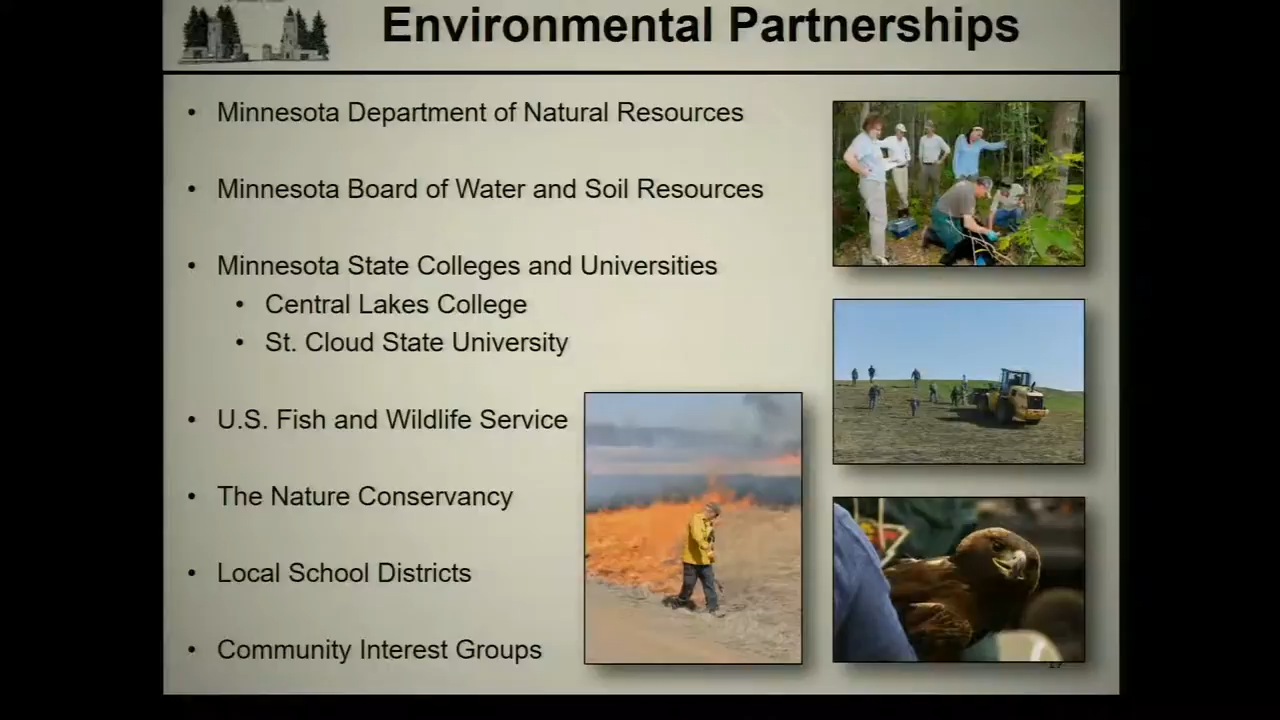 Environmental Partnerships
• Minnesota Department of Natural Resources
• Minnesota Board of Water and Soil Resources
• Minnesota State Colleges and Universities
• Central Lakes College
• St. Cloud State University
• U.S. Fish and Wildlife Service
• The Nature Conservancy
• Local School Districts
• Community Interest Groups